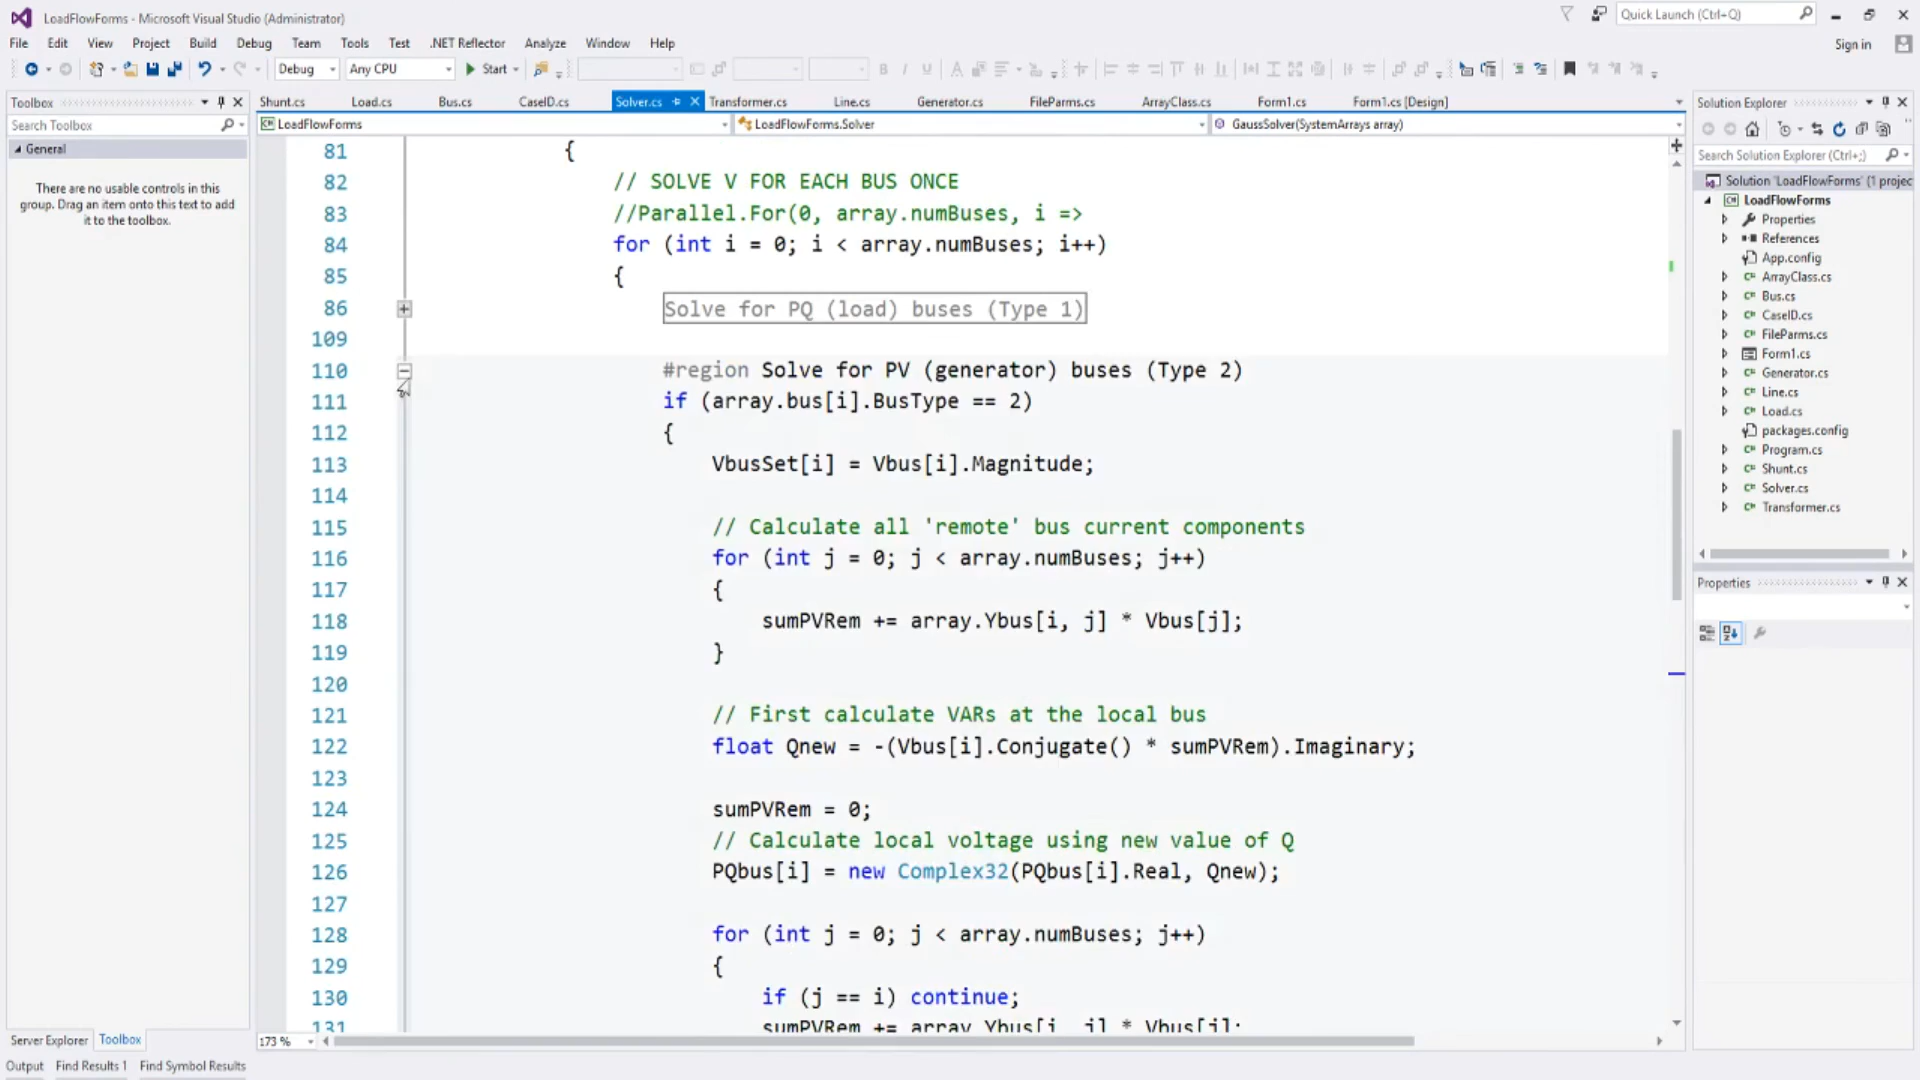 LoadFlowForms - Microsoft Visual Studio (Administrator)
Quick Launch (Ctrl+Q)
File Edit View Project Build Debug Team Tools Test .NET Reflector Analyze Window Help
Sign in
Debug Any CPU Start
Toolbox
Search Toolbox
General
There are no usable controls in this
group. Drag an item onto this text to add
it to the toolbox.
Server Explorer Toolbox
Output Find Results 1 Find Symbol Results
Shunt.cs Load.cs Bus.cs CaseID.cs Solver.cs Transformer.cs Line.cs Generator.cs FileParms.cs ArrayClass.cs Form1.cs Form1.cs [Design]
LoadFlowForms LoadFlowForms.Solver GaussSolver(SystemArrays array)
81 {
82 // SOLVE V FOR EACH BUS ONCE
83 //Parallel.For(0, array.numBuses, i =>
84 for (int i = 0; i < array.numBuses; i++)
85 {
86 Solve for PQ (load) buses (Type 1)
109
110 #region Solve for PV (generator) buses (Type 2)
111 if (array.bus[i].BusType == 2)
112 {
113 VbusSet[i] = Vbus[i].Magnitude;
114
115 // Calculate all 'remote' bus current components
116 for (int j = 0; j < array.numBuses; j++)
117 {
118 sumPVRem += array.Ybus[i, j] * Vbus[j];
119 }
120
121 // First calculate VARs at the local bus
122 float Qnew = -(Vbus[i].Conjugate() * sumPVRem).Imaginary;
123
124 sumPVRem = 0;
125 // Calculate local voltage using new value of Q
126 PQbus[i] = new Complex32(PQbus[i].Real, Qnew);
127
128 for (int j = 0; j < array.numBuses; j++)
129 {
130 if (j == i) continue;
131 sumPVRem += array.Ybus[i, j] * Vbus[j];
173 %
Solution Explorer
Search Solution Explorer (Ctrl+;)
Solution 'LoadFlowForms' (1 projec
LoadFlowForms
Properties
References
App.config
ArrayClass.cs
Bus.cs
CaseID.cs
FileParms.cs
Form1.cs
Generator.cs
Line.cs
Load.cs
packages.config
Program.cs
Shunt.cs
Solver.cs
Transformer.cs
Properties